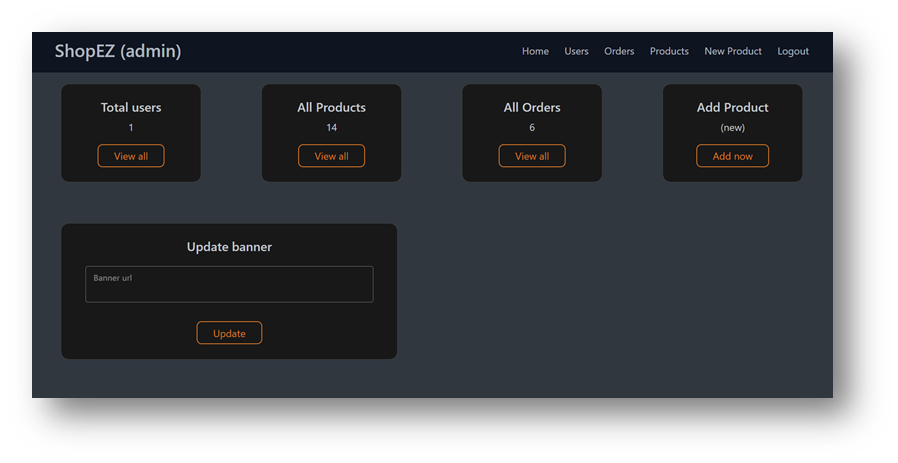 ShopEZ (admin)
Home Users Orders Products New Product Logout
Total users
1
View all
All Products
14
View all
All Orders
6
View all
Add Product
(new)
Add now
Update banner
Banner url
Update